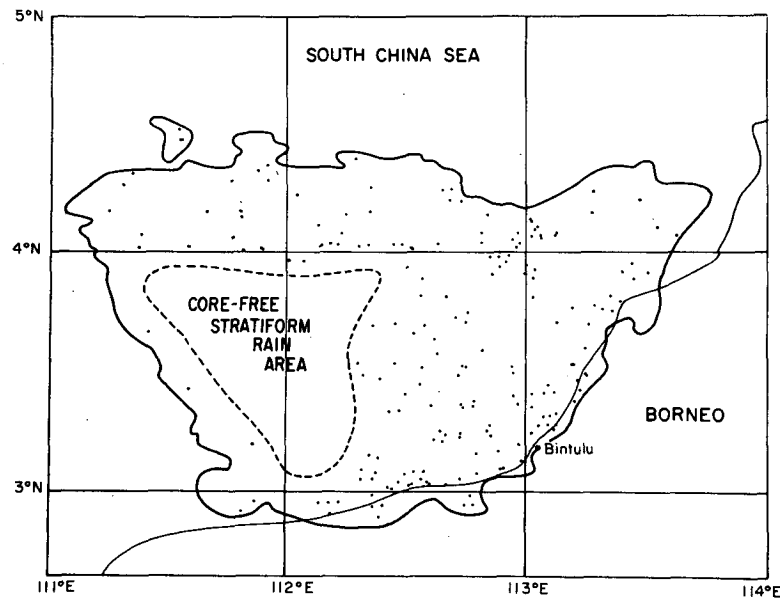 5°N
SOUTH CHINA SEA
4°N
CORE-FREE
STRATIFORM
RAIN
AREA
BORNEO
Bintulu
3°N
111°E
112°E
113°E
114°E